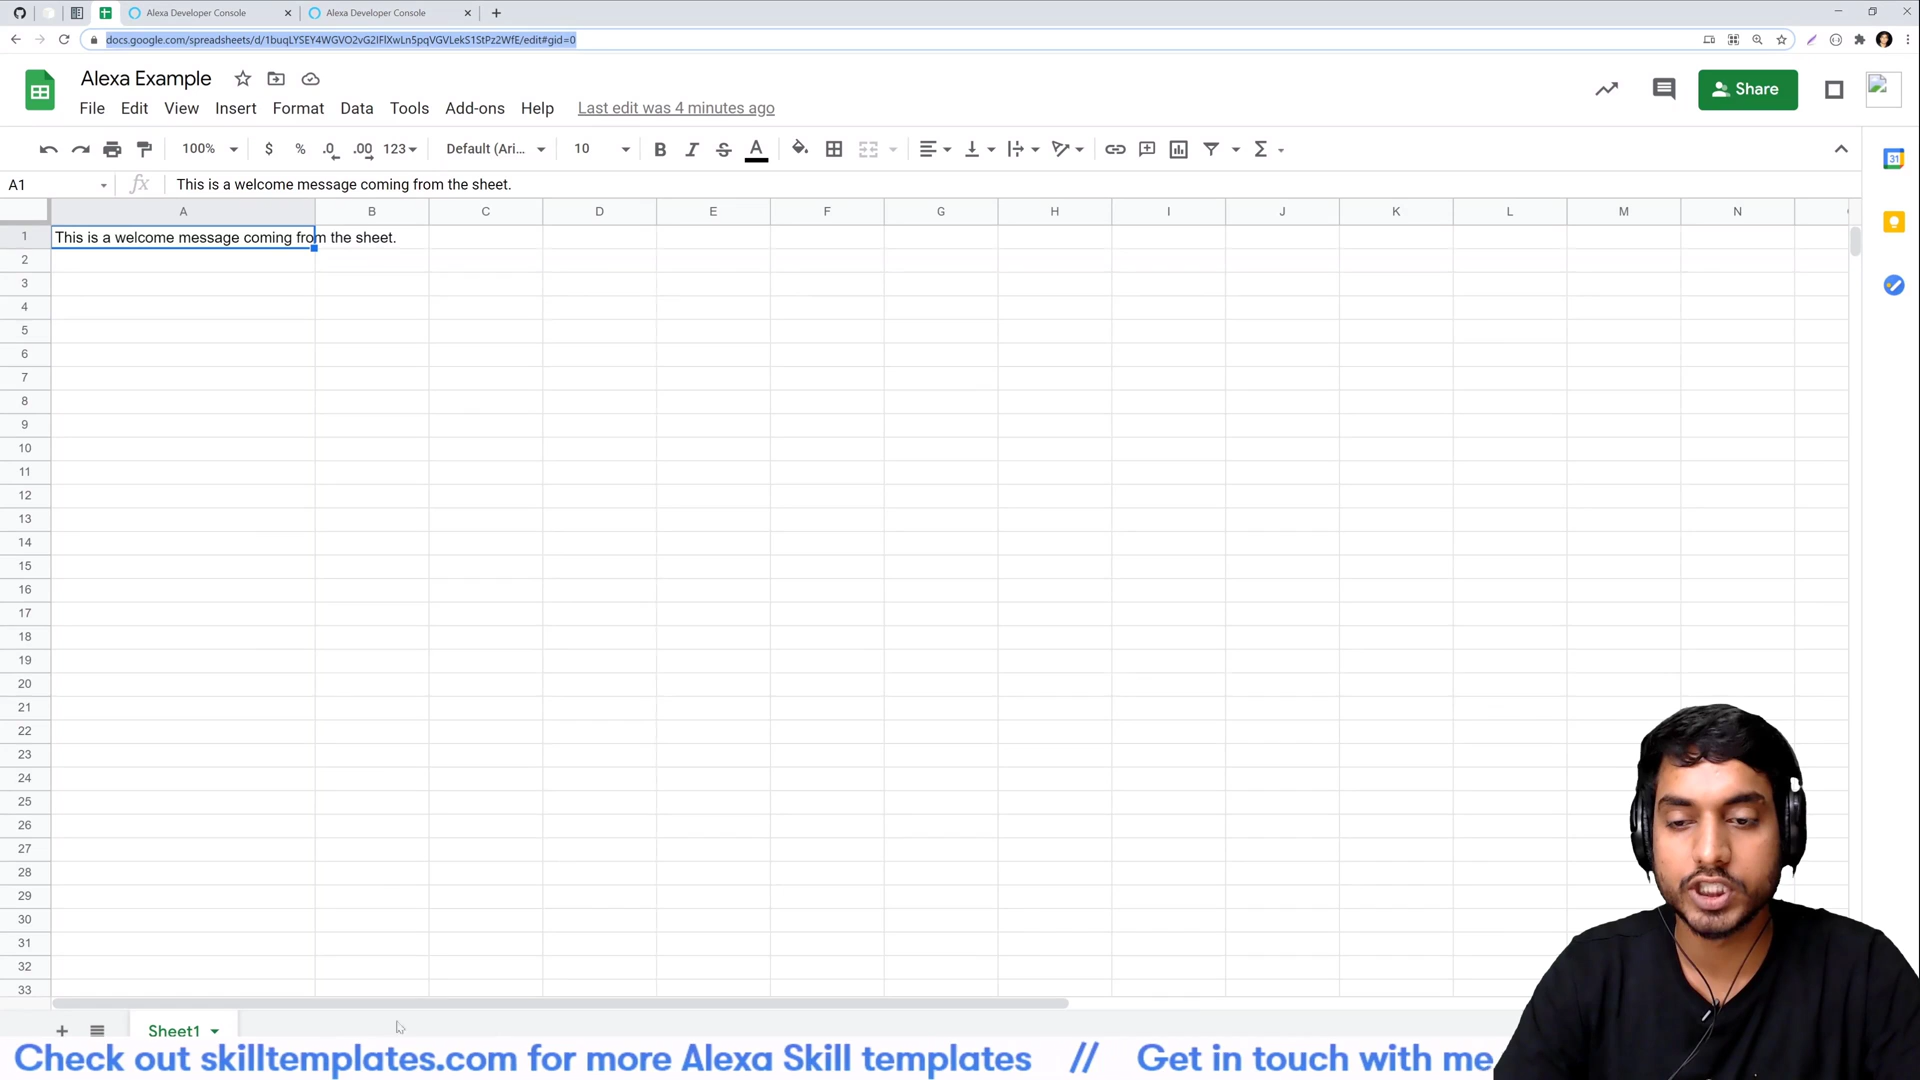 Alexa Developer Console
Alexa Developer Console
docs.google.com/spreadsheets/d/1buqLYSEY4WGVO2vG2IFlXwLn5pqVGVLekS1StPz2WfE/edit#gid=0
Alexa Example
File Edit View Insert Format Data Tools Add-ons Help Last edit was 4 minutes ago
Share
100% $ % .0 .00 123 Default (Ari... 10 B I S A Σ
31
A1 fx This is a welcome message coming from the sheet.
A B C D E F G H I J K L M N
1 This is a welcome message coming from the sheet.
2
3
4
5
6
7
8
9
10
11
12
13
14
15
16
17
18
19
20
21
22
23
24
25
26
27
28
29
30
31
32
33
+ Sheet1
Check out skilltemplates.com for more Alexa Skill templates // Get in touch with me